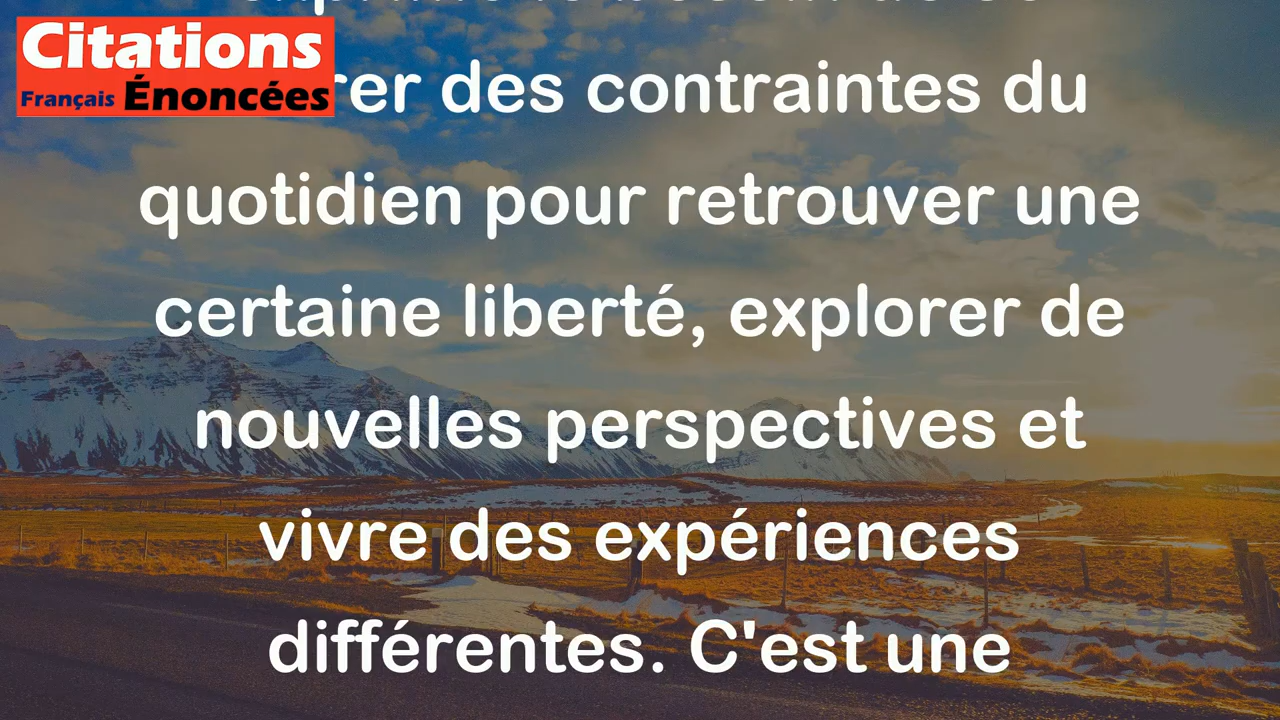 Citations
Français Énoncées
rer des contraintes du
quotidien pour retrouver une
certaine liberté, explorer de
nouvelles perspectives et
vivre des expériences
différentes. C'est une